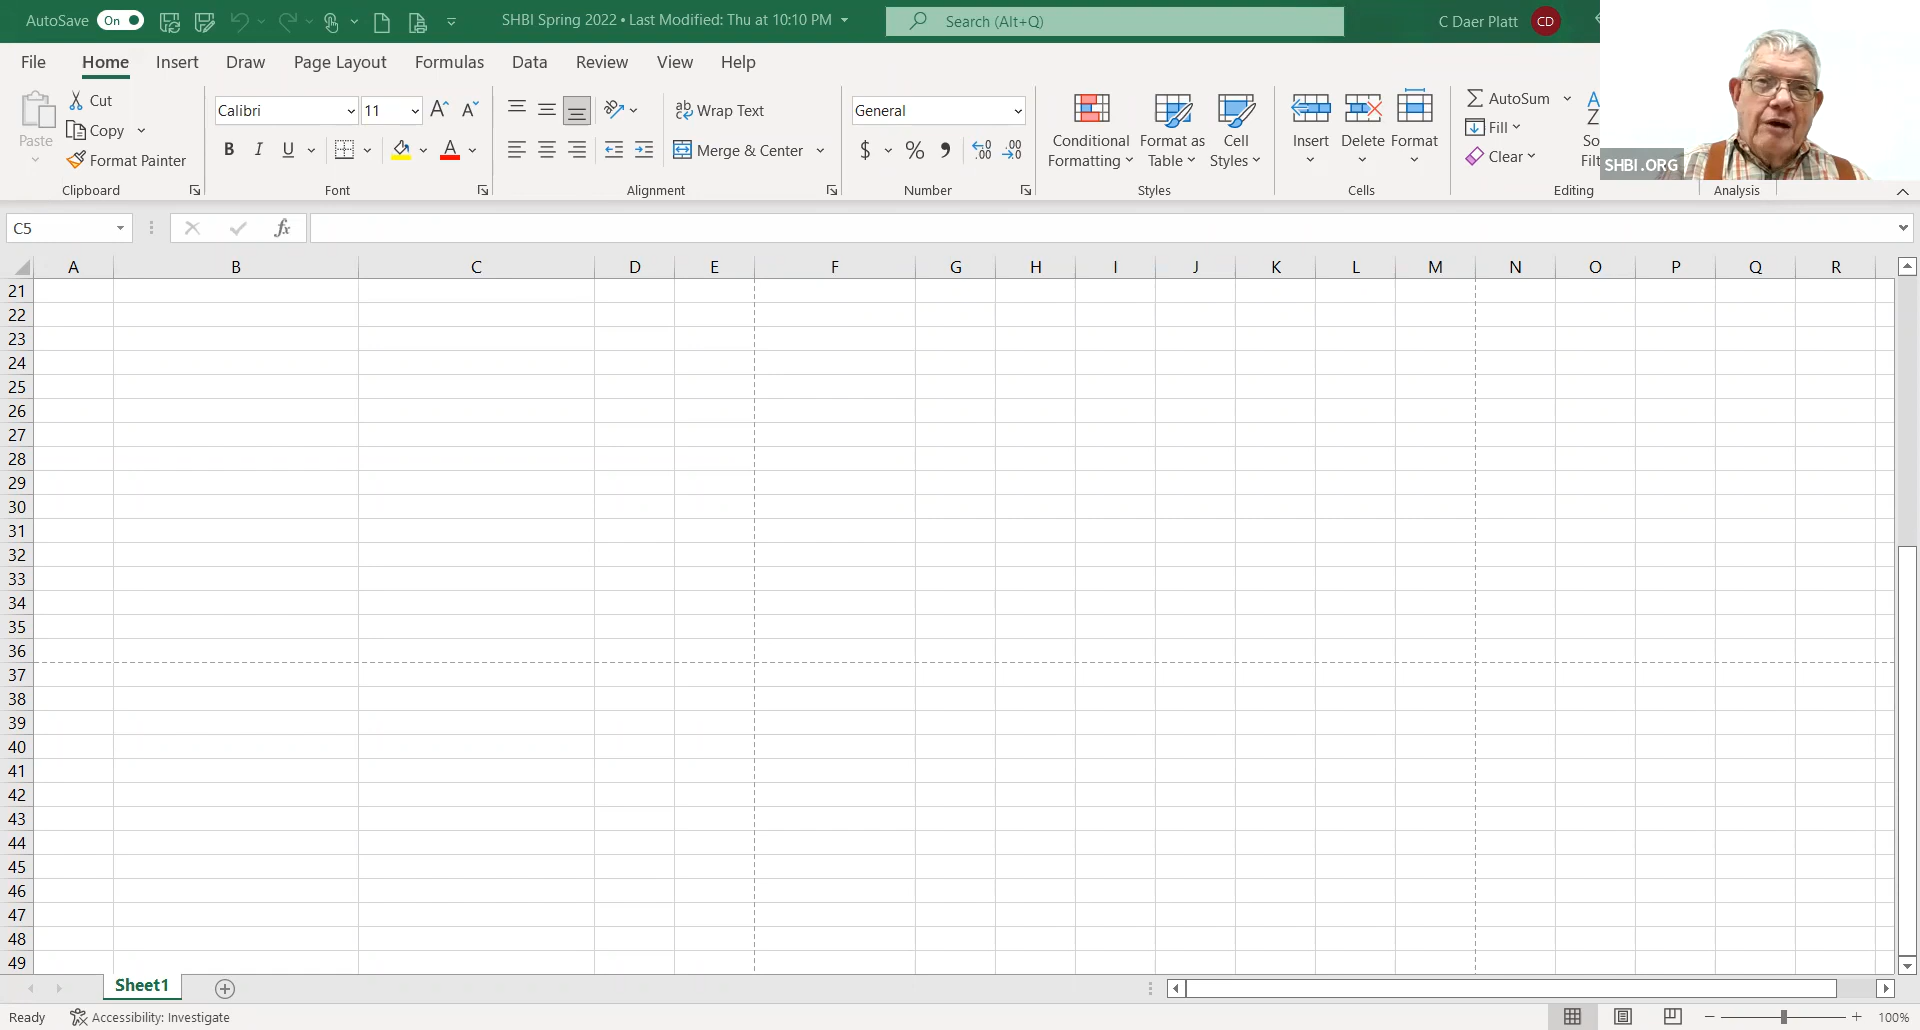 AutoSave On SHBI Spring 2022 • Last Modified: Thu at 10:10 PM Search (Alt+Q) C Daer Platt CD
File Home Insert Draw Page Layout Formulas Data Review View Help
Paste Cut Copy Format Painter Clipboard
Calibri 11 B I U A Font
ab Wrap Text Merge & Center Alignment
General $ % , .00 .00 Number
Conditional Formatting Format as Table Cell Styles Styles
Insert Delete Format Cells
AutoSum Fill Clear So Filt Editing
SHBI.ORG
Analysis
C5 fx
A B C D E F G H I J K L M N O P Q R
21
22
23
24
25
26
27
28
29
30
31
32
33
34
35
36
37
38
39
40
41
42
43
44
45
46
47
48
49
Sheet1
Ready Accessibility: Investigate 100%